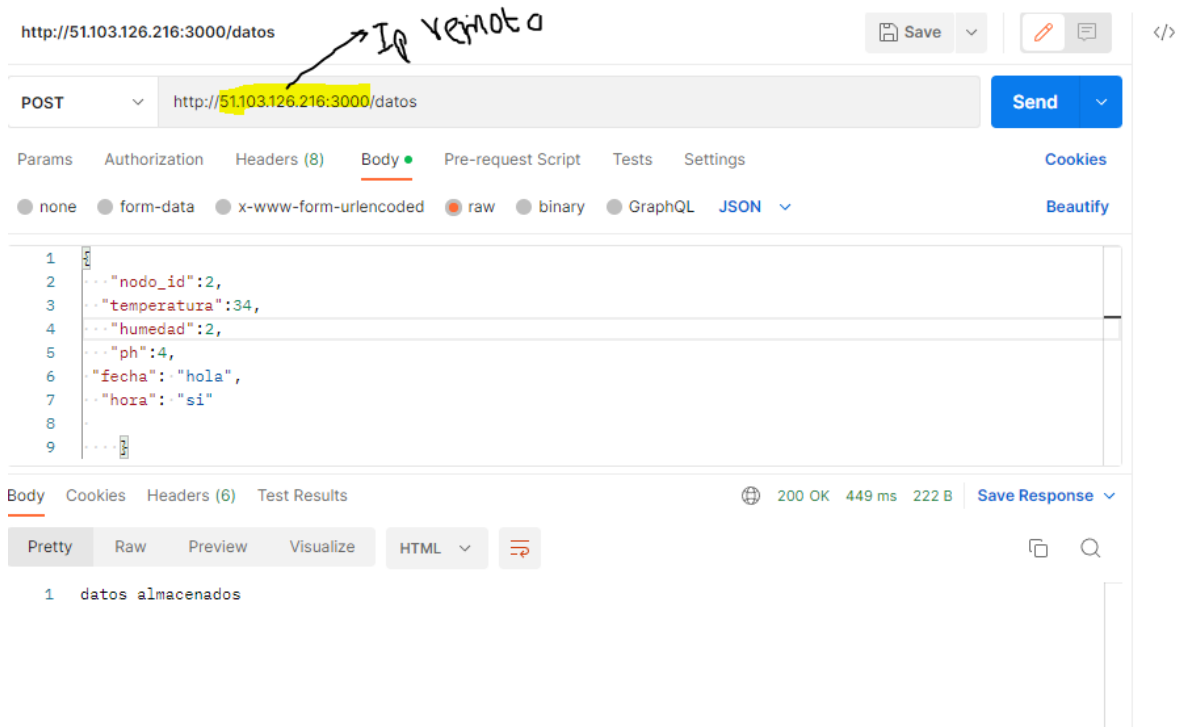 http://51.103.126.216:3000/datos
Ip remoto
Save
</>
POST
http://51.103.126.216:3000/datos
Send
Params Authorization Headers (8) Body Pre-request Script Tests Settings Cookies
none form-data x-www-form-urlencoded raw binary GraphQL JSON Beautify
1 {
2 "nodo_id":2,
3 "temperatura":34,
4 "humedad":2,
5 "ph":4,
6 "fecha": "hola",
7 "hora": "si"
8
9 }
Body Cookies Headers (6) Test Results 200 OK 449 ms 222 B Save Response
Pretty Raw Preview Visualize HTML
1 datos almacenados